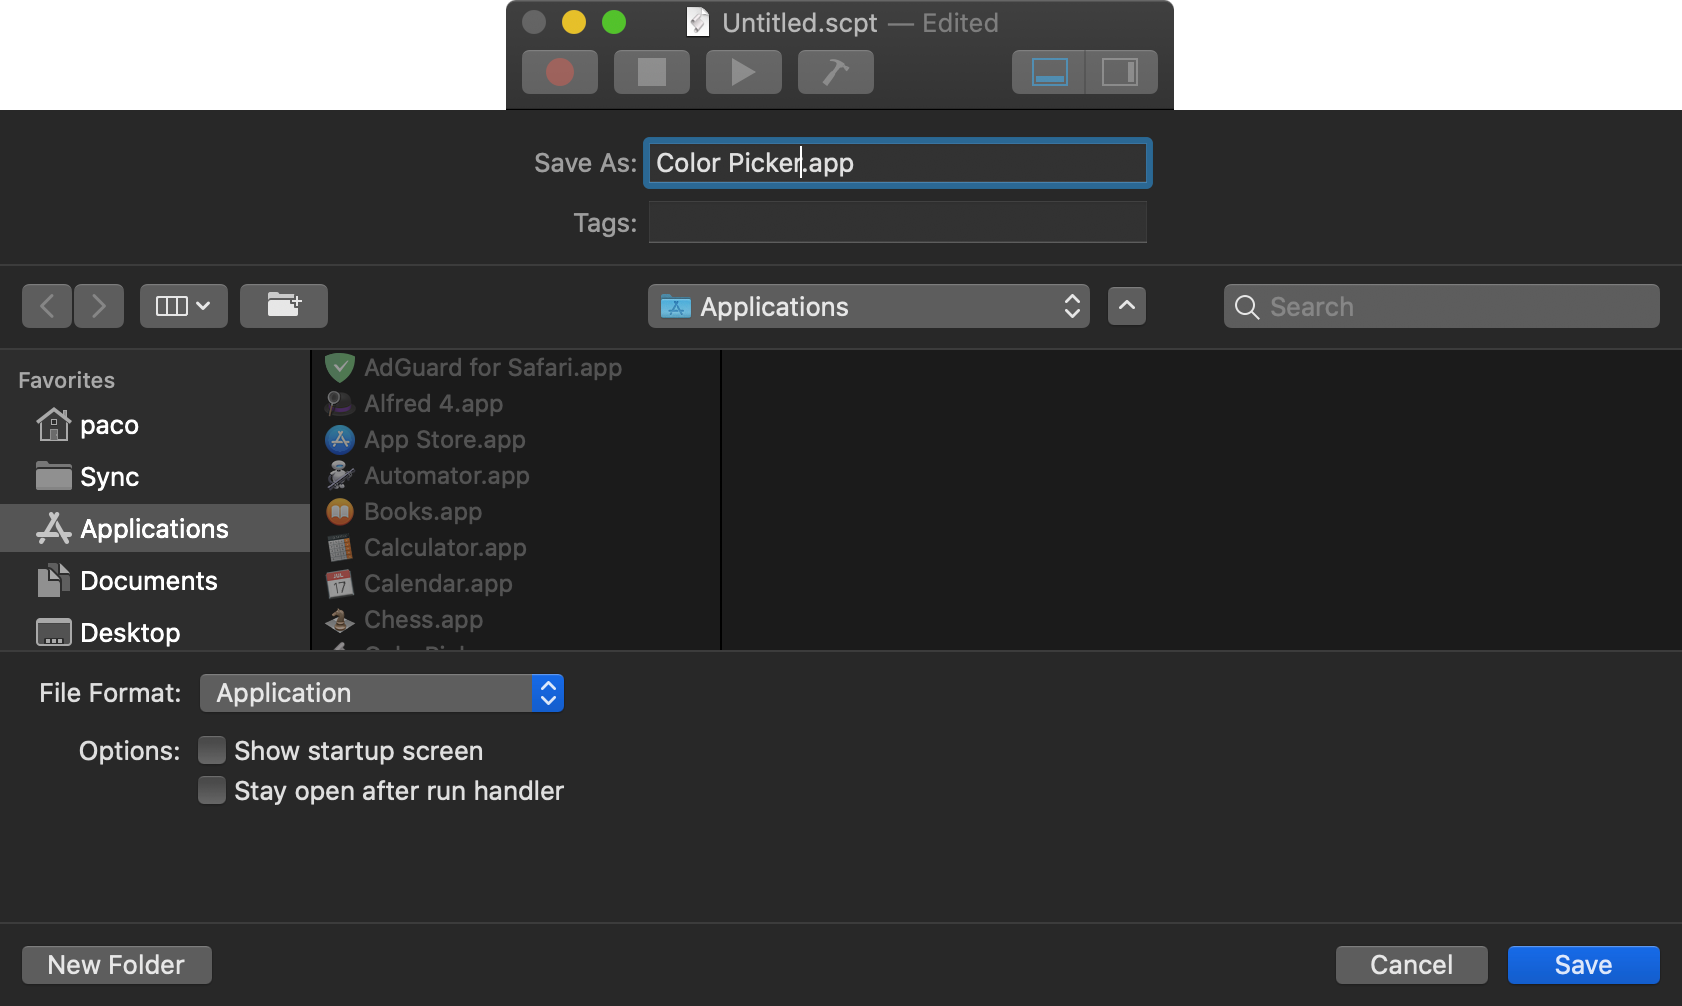 Untitled.scpt — Edited
Save As: Color Picker.app
Tags:
Applications
Search
Favorites
paco
Sync
Applications
Documents
Desktop
AdGuard for Safari.app
Alfred 4.app
App Store.app
Automator.app
Books.app
Calculator.app
JUL
17
Calendar.app
Chess.app
File Format: Application
Options: Show startup screen
Stay open after run handler
New Folder
Cancel
Save